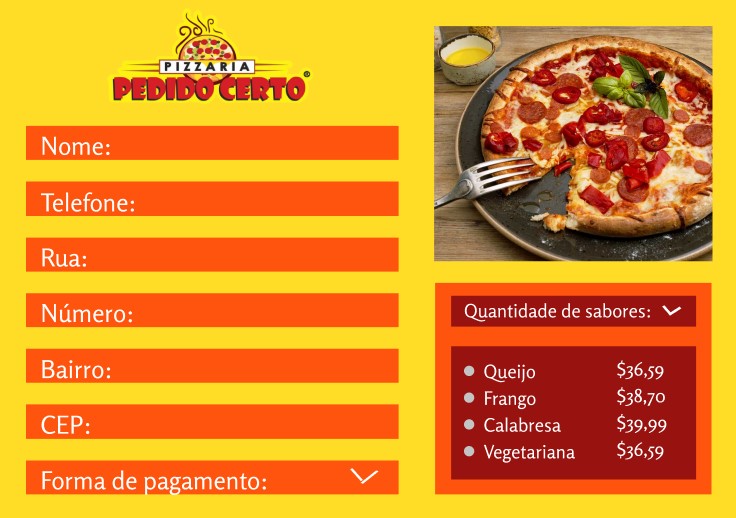 PIZZARIA
PEDIDO CERTO®
Nome:
Telefone:
Rua:
Número:
Bairro:
CEP:
Forma de pagamento:
Quantidade de sabores:
Queijo $36,59
Frango $38,70
Calabresa $39,99
Vegetariana $36,59